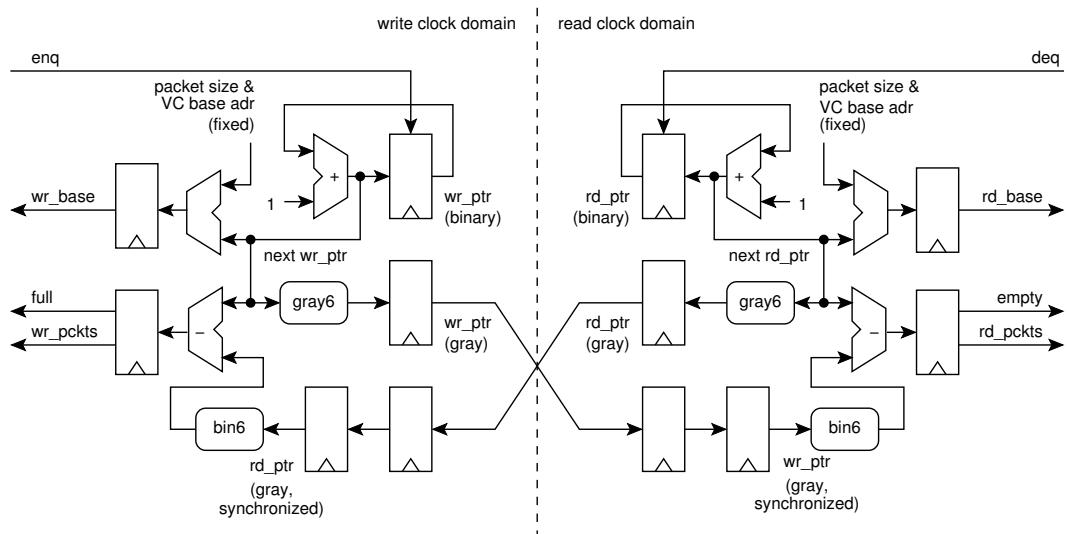 write clock domain
read clock domain
enq
deq
packet size &
VC base adr
(fixed)
packet size &
VC base adr
(fixed)
wr_base
+
1
wr_ptr
(binary)
rd_ptr
(binary)
+
1
rd_base
next wr_ptr
next rd_ptr
full
wr_pckts
−
gray6
wr_ptr
(gray)
rd_ptr
(gray)
gray6
−
empty
rd_pckts
bin6
rd_ptr
(gray,
synchronized)
bin6
wr_ptr
(gray,
synchronized)